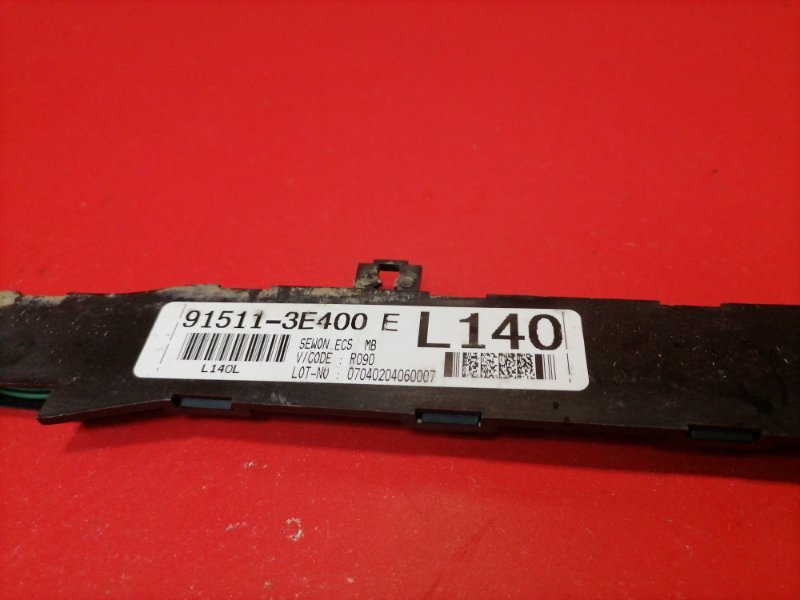 91511-3E400 E L140
SEWON.ECS MB
V/CODE : R090
L140L
LOT-NO : 07040204060007